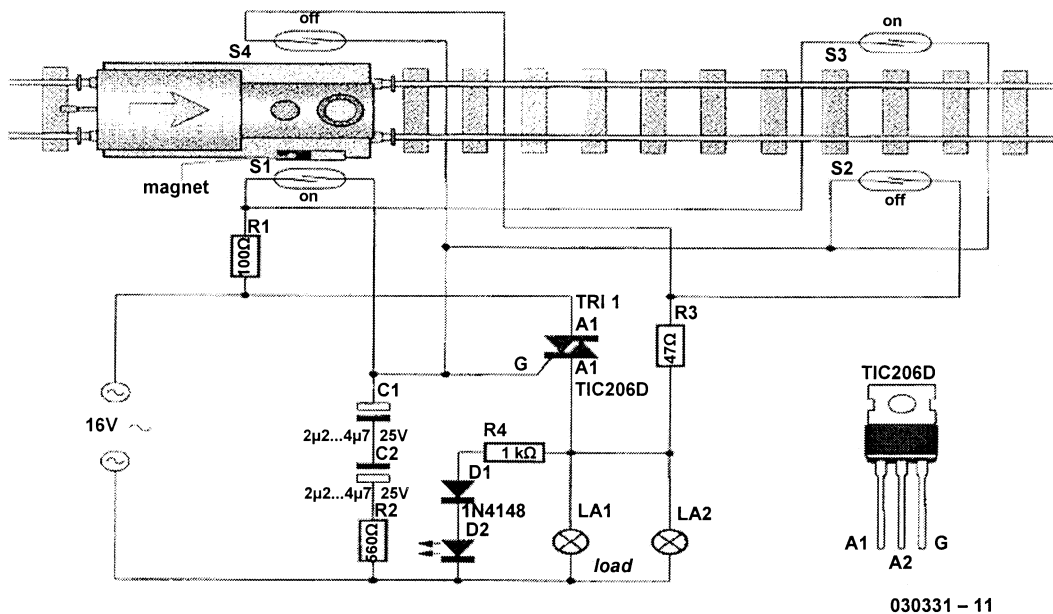 off
on
S4
S3
magnet
S1
on
S2
off
R1
100Ω
TRI 1
A1
R3
47Ω
G
A1
TIC206D
TIC206D
C1
16V ~
2µ2...4µ7 25V
C2
R4
1 kΩ
D1
2µ2...4µ7 25V
R2
560Ω
1N4148
D2
LA1
LA2
load
A1
A2
G
030331 – 11